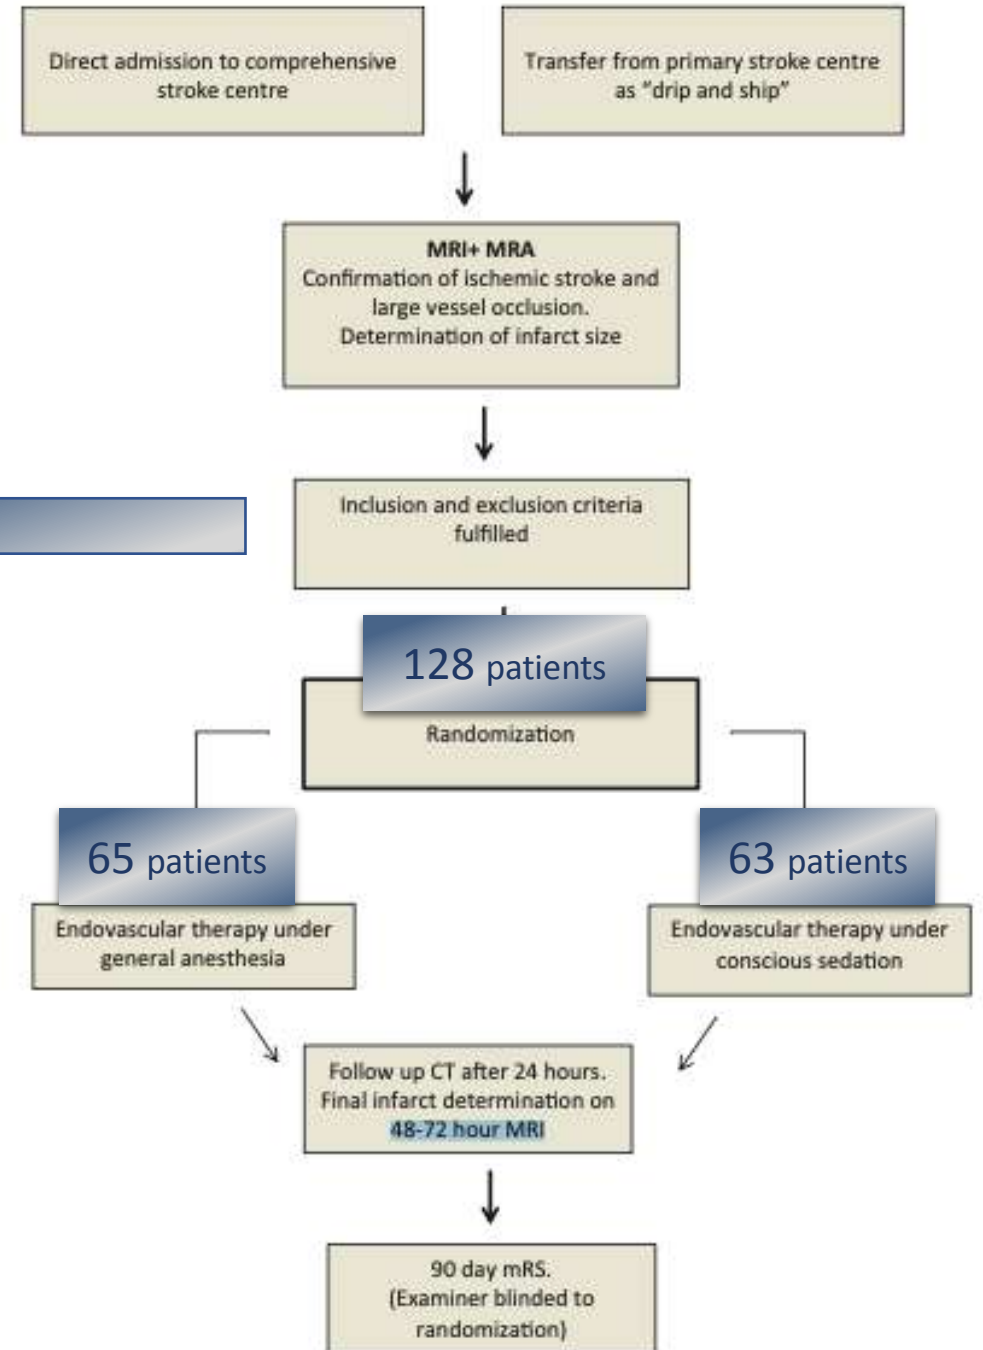 Direct admission to comprehensive
stroke centre
Transfer from primary stroke centre
as "drip and ship"
MRI+ MRA
Confirmation of ischemic stroke and
large vessel occlusion.
Determination of infarct size
Inclusion and exclusion criteria
fulfilled
128 patients
Randomization
65 patients
63 patients
Endovascular therapy under
general anesthesia
Endovascular therapy under
conscious sedation
Follow up CT after 24 hours.
Final infarct determination on
48-72 hour MRI
90 day mRS.
(Examiner blinded to
randomization)